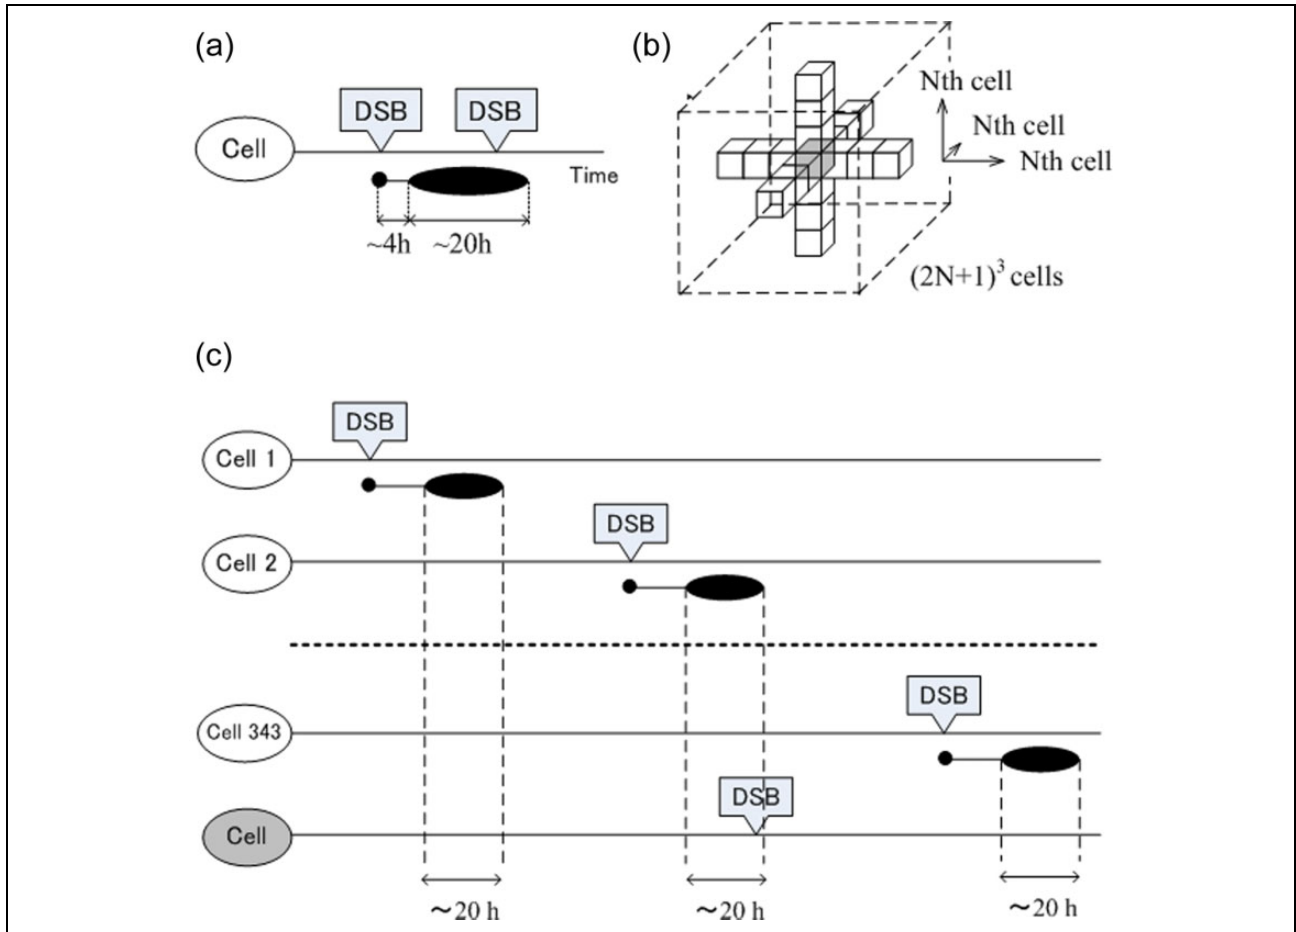 (a)
DSB
DSB
Cell
Time
~4h
~20h
(b)
Nth cell
Nth cell
Nth cell
(2N+1)³ cells
(c)
DSB
Cell 1
DSB
Cell 2
DSB
Cell 343
DSB
Cell
~20 h
~20 h
~20 h